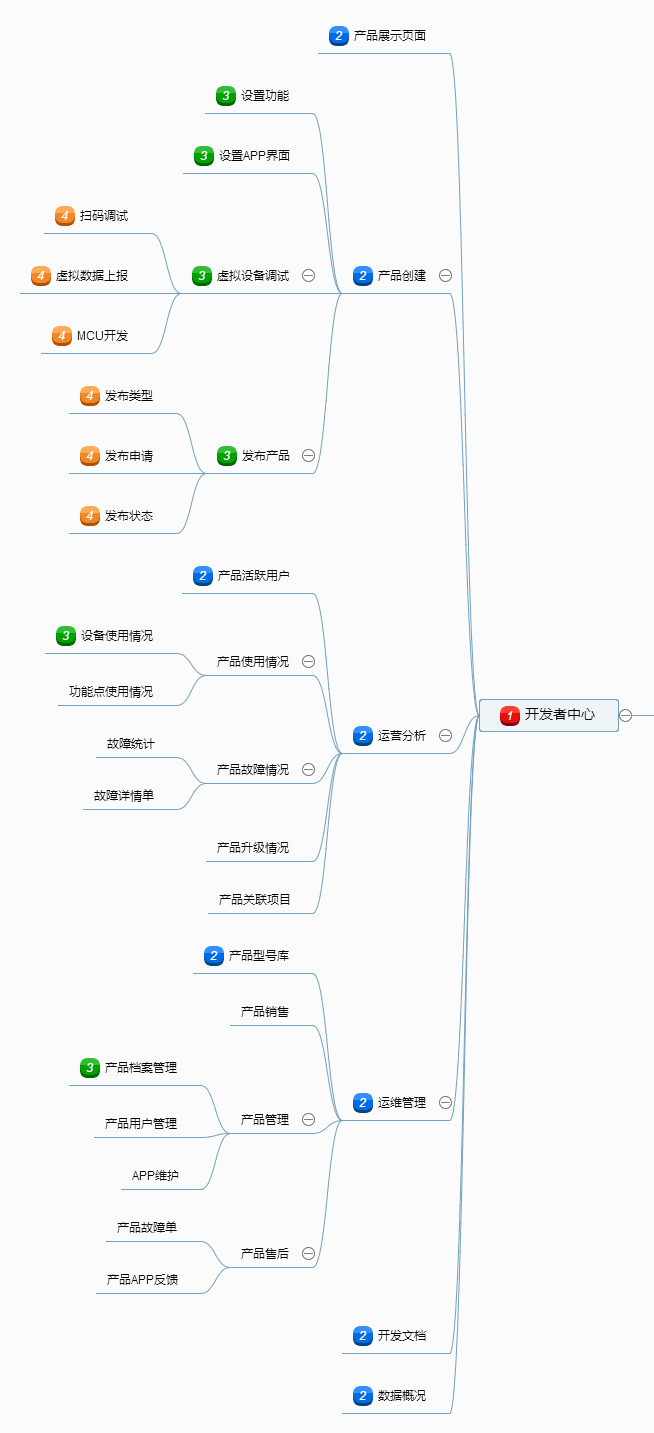 2 产品展示页面
3 设置功能
3 设置APP界面
4 扫码调试
4 虚拟数据上报
3 虚拟设备调试
2 产品创建
4 MCU开发
4 发布类型
4 发布申请
3 发布产品
4 发布状态
2 产品活跃用户
3 设备使用情况
产品使用情况
功能点使用情况
1 开发者中心
2 运营分析
故障统计
产品故障情况
故障详情单
产品升级情况
产品关联项目
2 产品型号库
产品销售
3 产品档案管理
2 运维管理
产品管理
产品用户管理
APP维护
产品故障单
产品售后
产品APP反馈
2 开发文档
2 数据概况